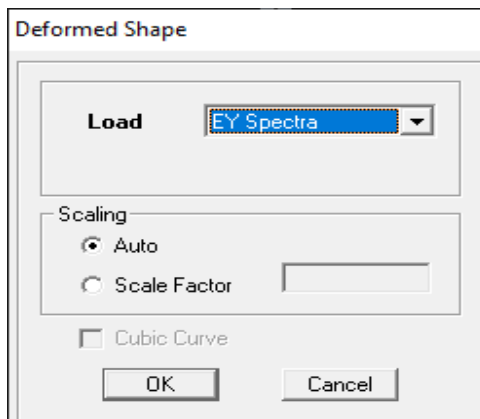 Deformed Shape
Load EY Spectra
Scaling
Auto
Scale Factor
Cubic Curve
OK Cancel